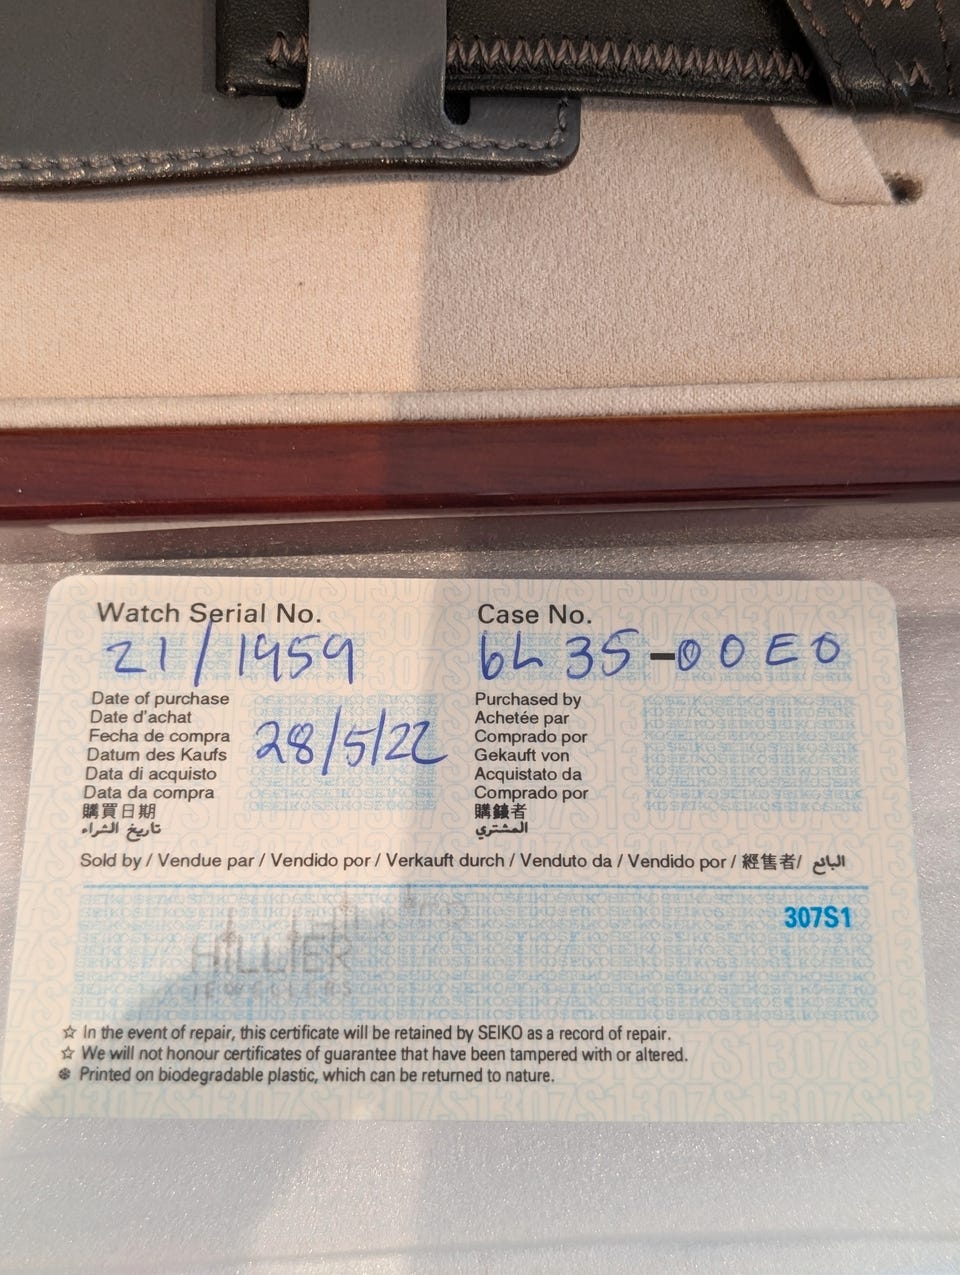 Watch Serial No.
21/1959
Case No.
6L35-00E0
Date of purchase
Date d'achat
Fecha de compra
Datum des Kaufs
Data di acquisto
Data da compra
購買日期
تاريخ الشراء
28/5/22
Purchased by
Achetée par
Comprado por
Gekauft von
Acquistato da
Comprado por
購者
المشتري
Sold by / Vendue par / Vendido por / Verkauft durch / Venduto da / Vendido por / 經售者/ البائع
307S1
HILLIER
JEWELLERS
☆ In the event of repair, this certificate will be retained by SEIKO as a record of repair.
☆ We will not honour certificates of guarantee that have been tampered with or altered.
❄ Printed on biodegradable plastic, which can be returned to nature.